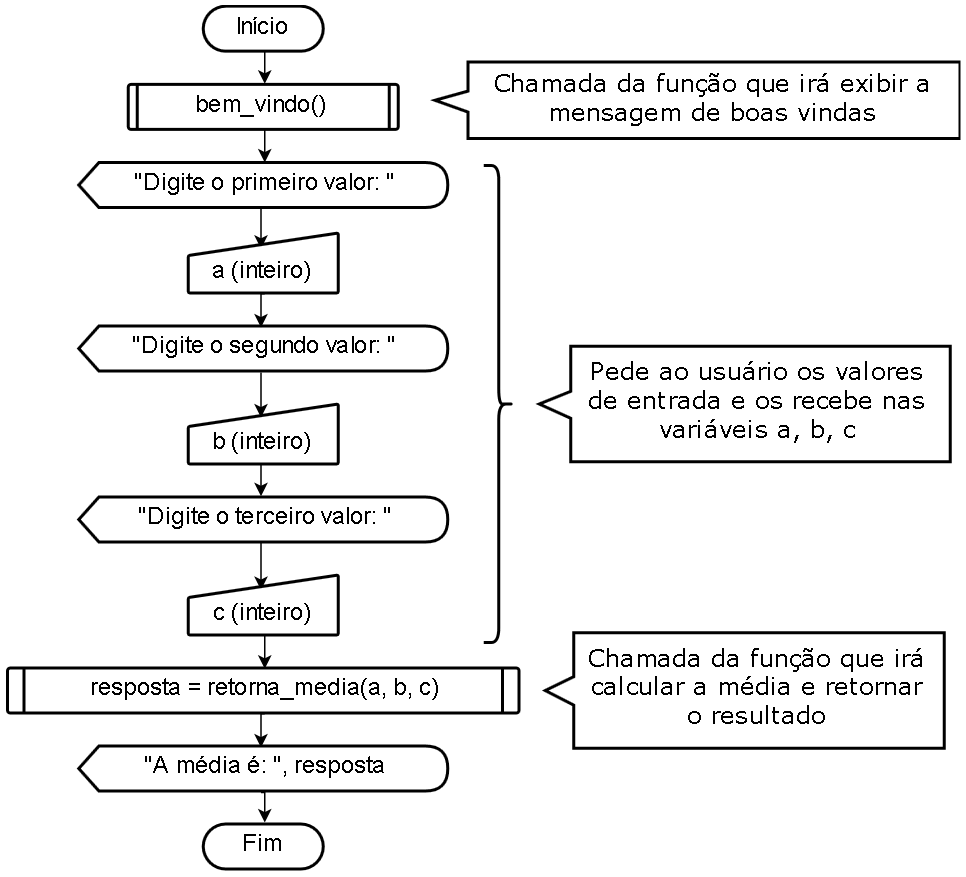 Início
bem_vindo()
Chamada da função que irá exibir a
mensagem de boas vindas
"Digite o primeiro valor: "
a (inteiro)
"Digite o segundo valor: "
b (inteiro)
Pede ao usuário os valores
de entrada e os recebe nas
variáveis a, b, c
"Digite o terceiro valor: "
c (inteiro)
resposta = retorna_media(a, b, c)
Chamada da função que irá
calcular a média e retornar
o resultado
"A média é: ", resposta
Fim